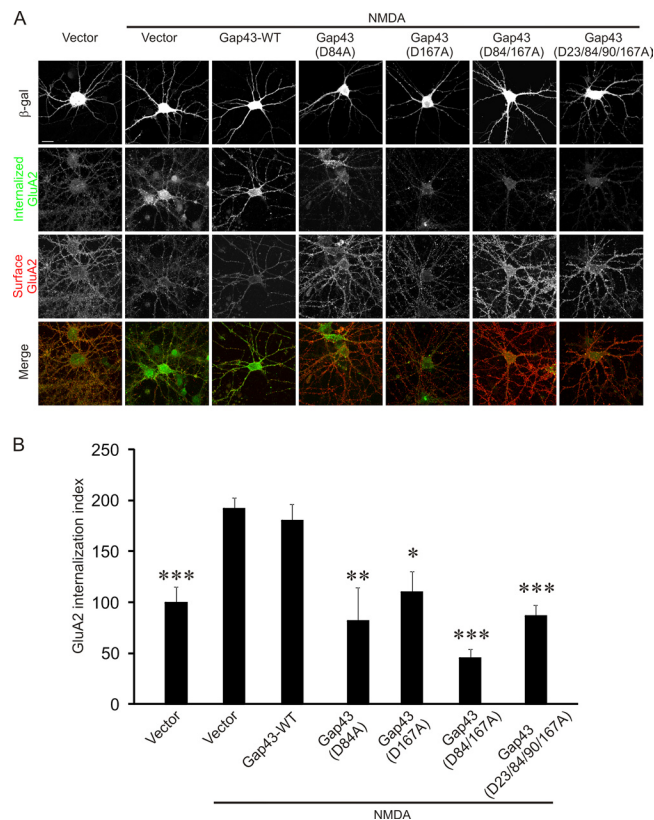 A
NMDA
Vector
Vector
Gap43-WT
Gap43
(D84A)
Gap43
(D167A)
Gap43
(D84/167A)
Gap43
(D23/84/90/167A)
β-gal
Internalized
GluA2
Surface
GluA2
Merge
B
GluA2 internalization index
250
200
150
100
50
0
***
**
*
***
***
Vector
Vector
Gap43-WT
Gap43
(D84A)
Gap43
(D167A)
Gap43
(D84/167A)
Gap43
(D23/84/90/167A)
NMDA